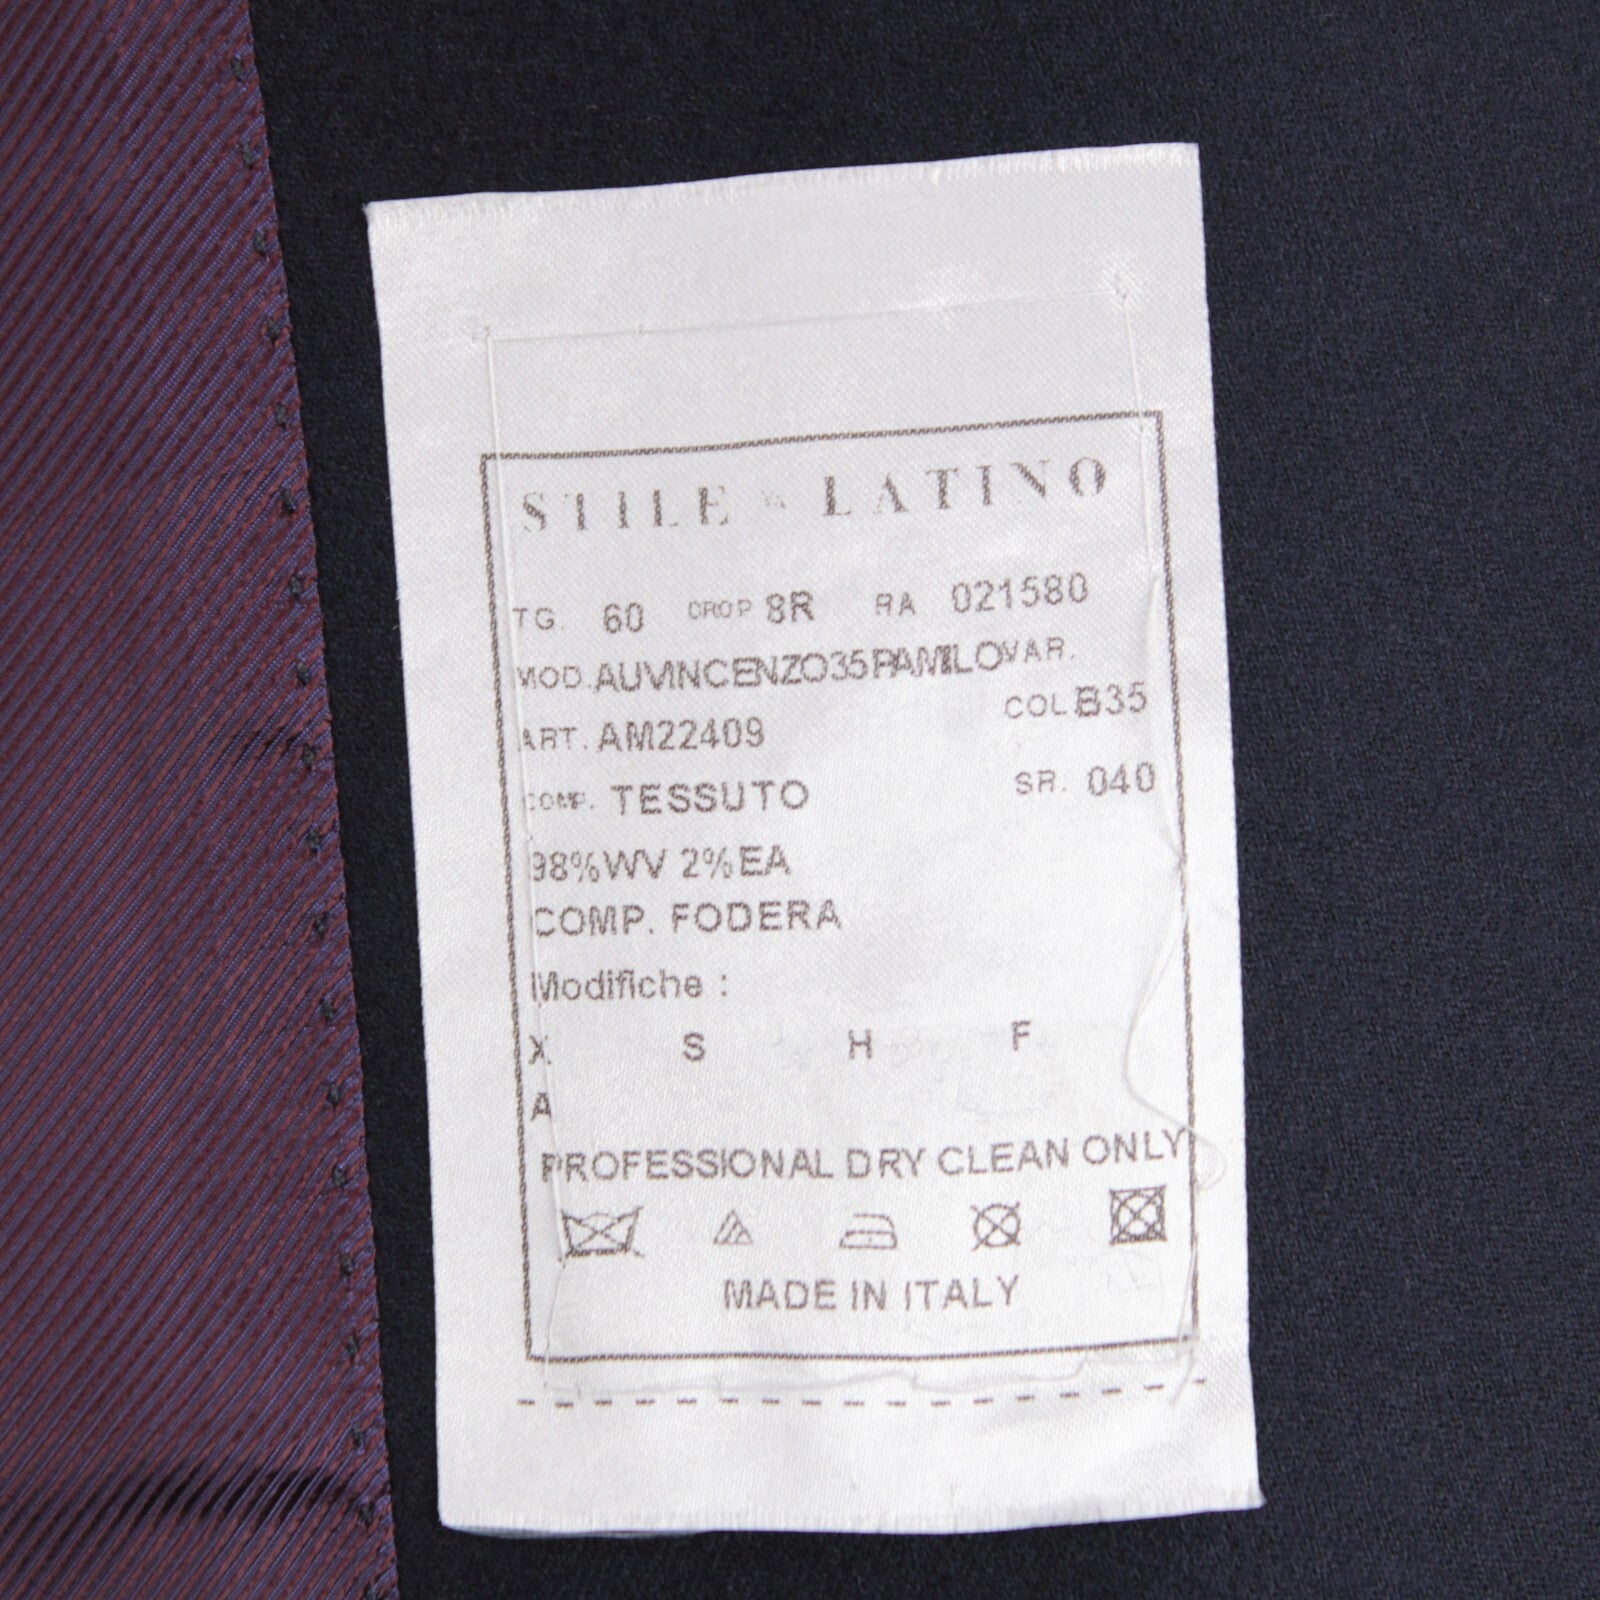 STILE LATINO
TG. 60 DROP 8R RA 021580
MOD. AUVINCENZO35PAMILO VAR.
ART. AM22409 COL B35
COMP. TESSUTO SR. 040
98%WV 2%EA
COMP. FODERA
Modifiche :
X S H F
A
PROFESSIONAL DRY CLEAN ONLY
MADE IN ITALY